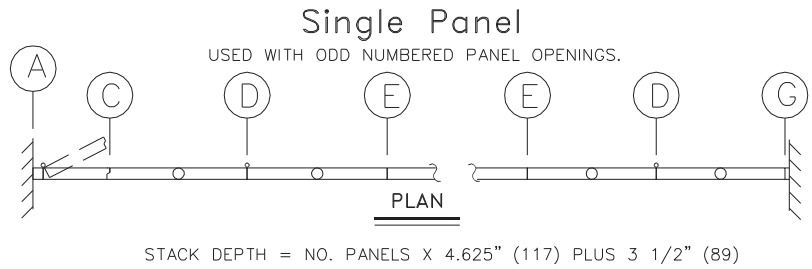 Single Panel
USED WITH ODD NUMBERED PANEL OPENINGS.
A
C D E E D G
PLAN
STACK DEPTH = NO. PANELS X 4.625" (117) PLUS 3 1/2" (89)